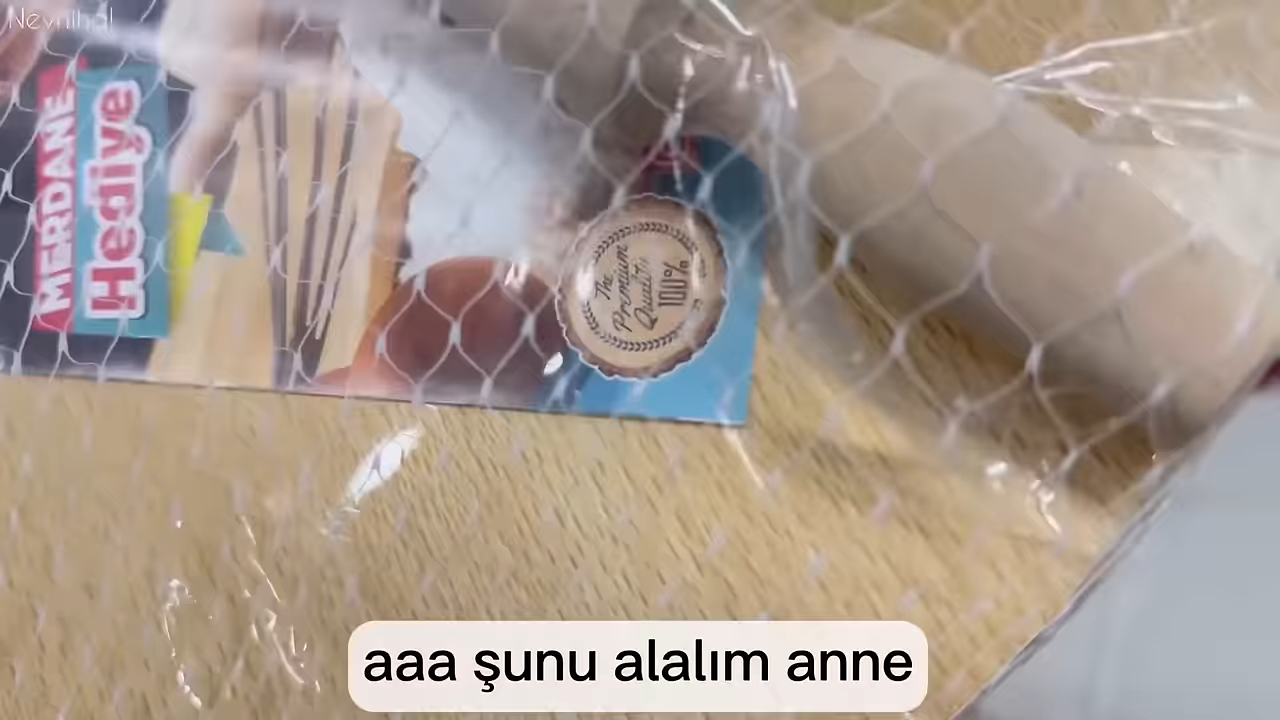 Nevnihal
MERDANE
Hediye
The
Premium
Quality
100%
aaa şunu alalım anne